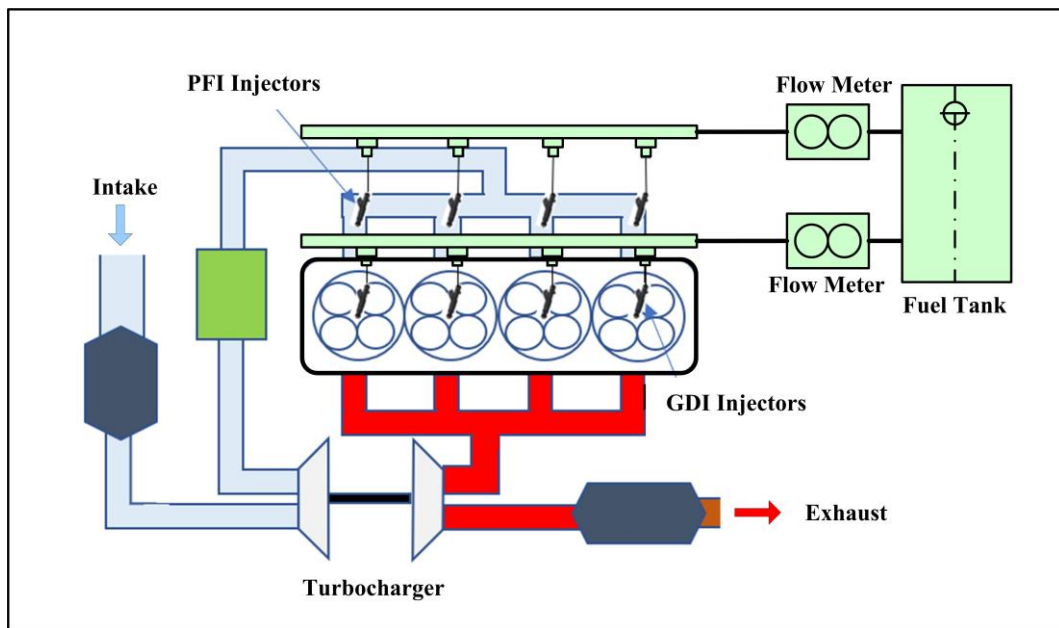 PFI Injectors
Flow Meter
Intake
Flow Meter
Fuel Tank
GDI Injectors
Exhaust
Turbocharger